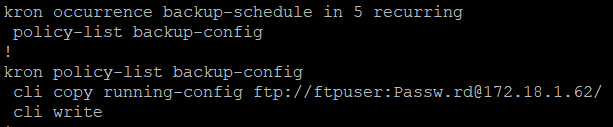 kron occurrence backup-schedule in 5 recurring
 policy-list backup-config
!
kron policy-list backup-config
 cli copy running-config ftp://ftpuser:Passw.rd@172.18.1.62/
 cli write